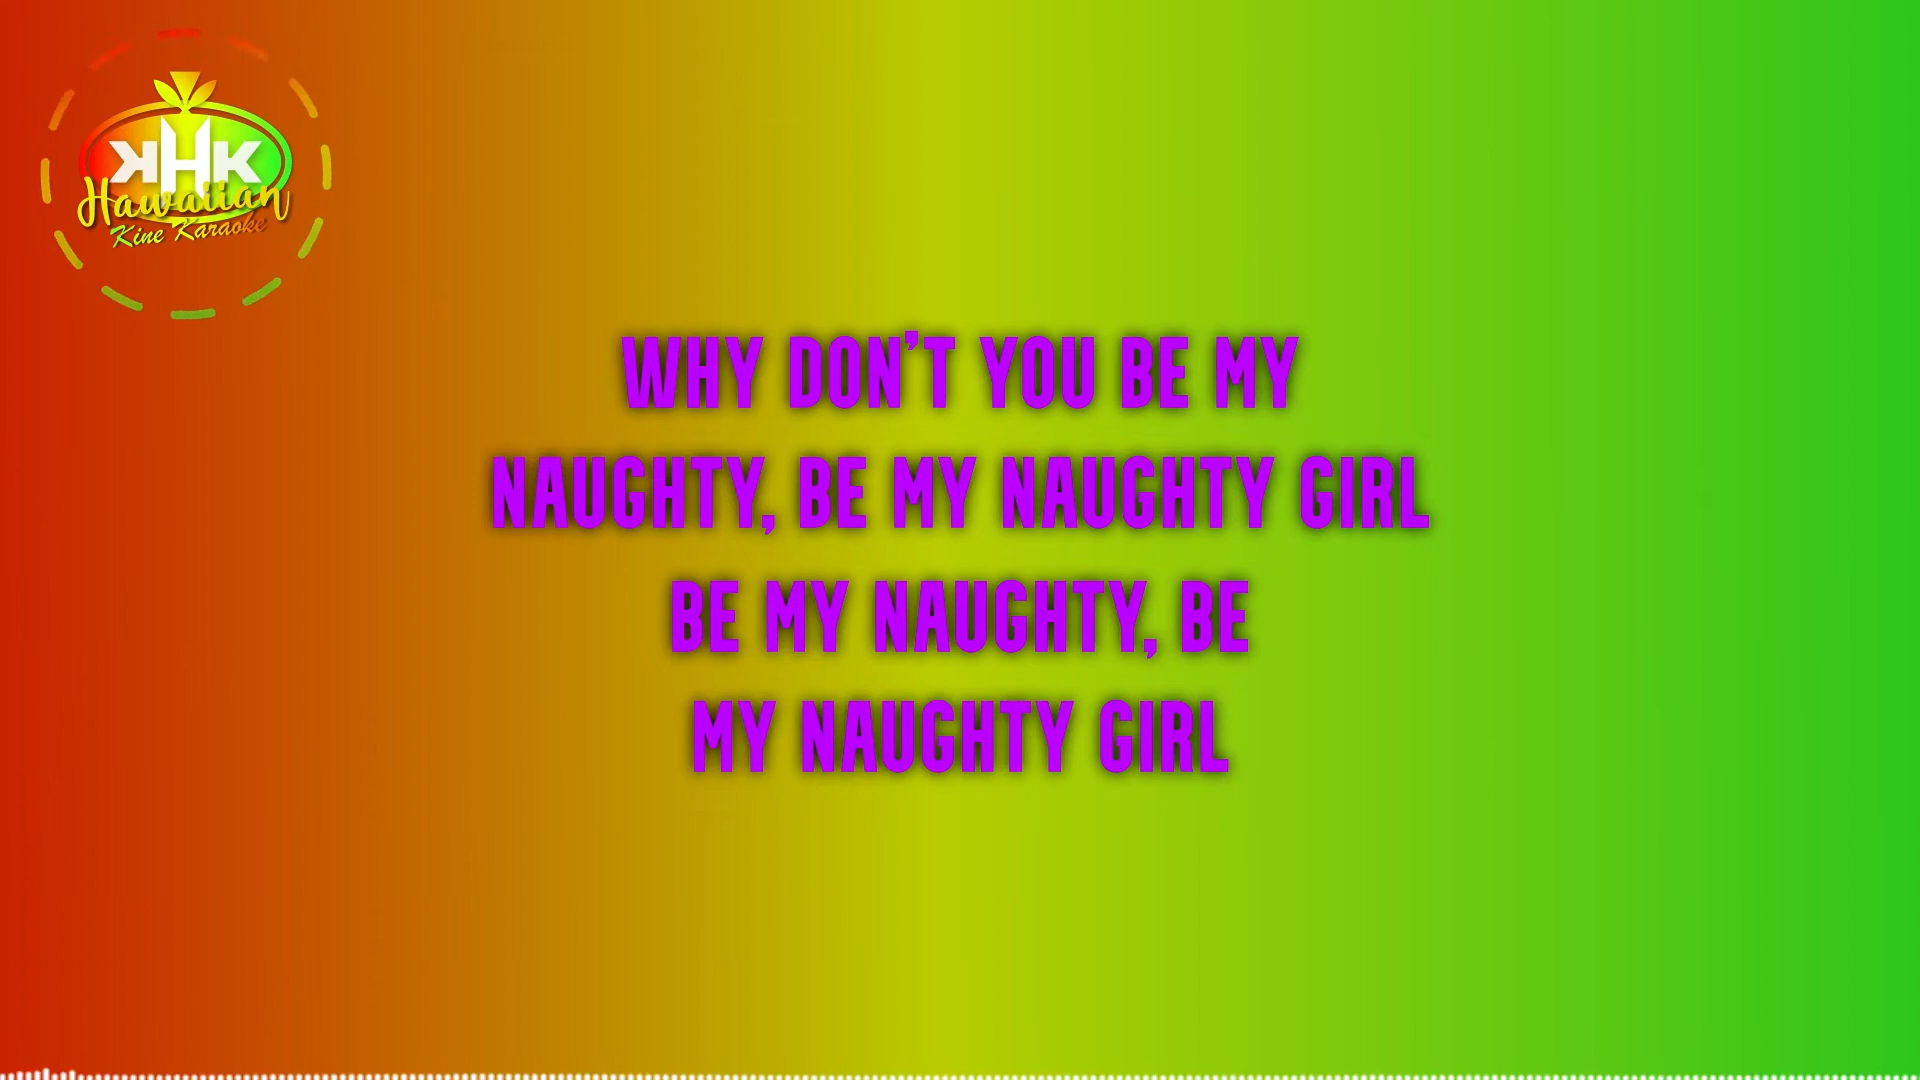 KHK
Hawaiian
Kine Karaoke
WHY DON'T YOU BE MY
NAUGHTY, BE MY NAUGHTY GIRL
BE MY NAUGHTY, BE
MY NAUGHTY GIRL